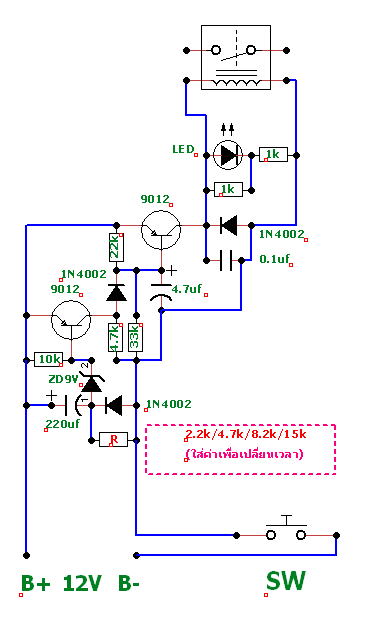 LED
1k
1k
9012
1N4002
22k
0.1uf
1N4002
4.7uf
9012
4.7k
33k
10k
ZD9V
2
1
1N4002
220uf
R
2.2k/4.7k/8.2k/15k
(ใส่ค่าเพื่อเปลี่ยนเวลา)
B+ 12V B-
SW